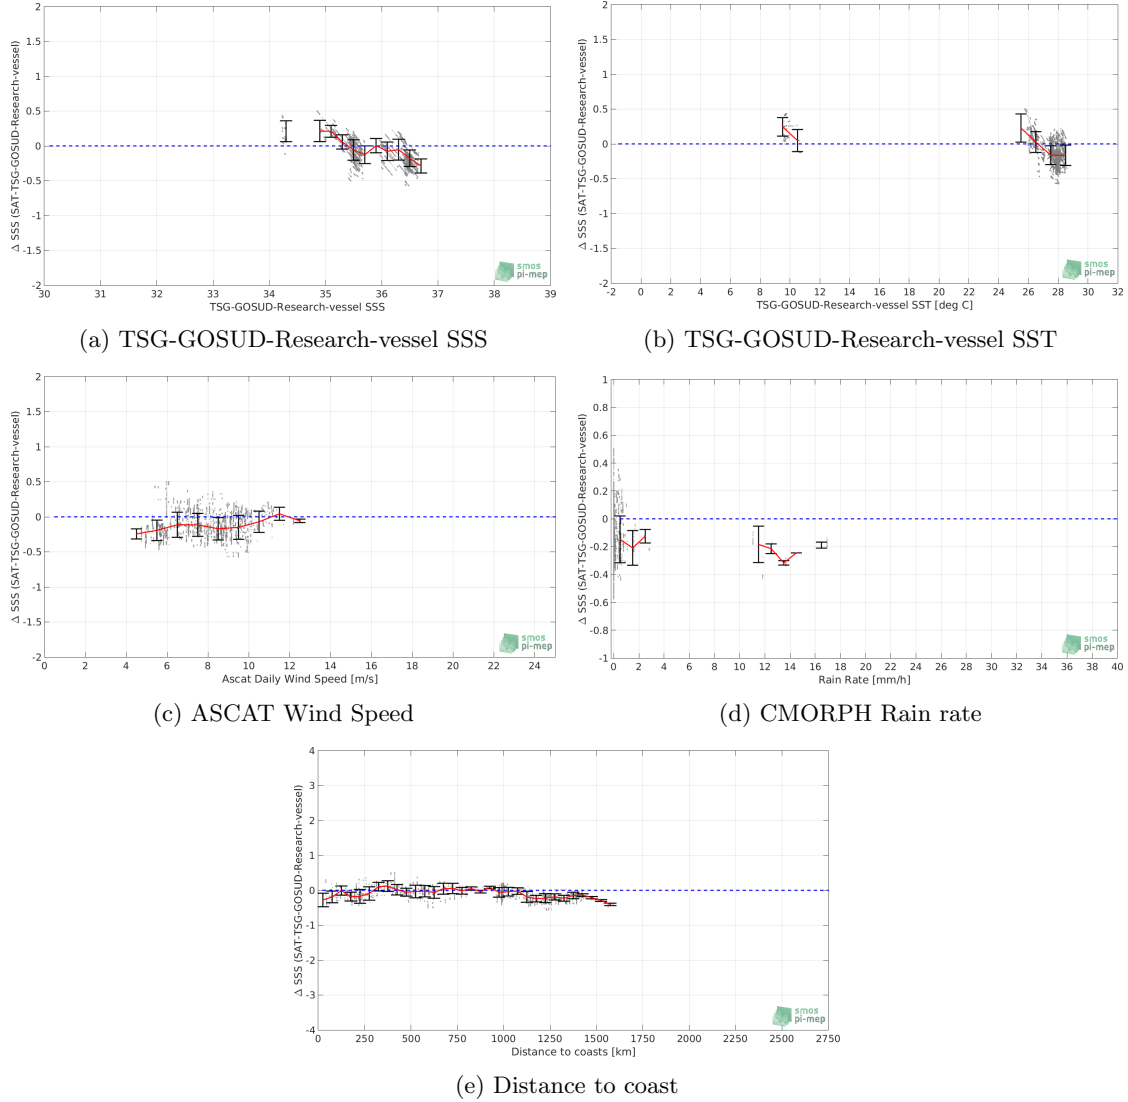 2
1.5
1
0.5
0
-0.5
-1
-1.5
-2
Δ SSS (SAT-TSG-GOSUD-Research-vessel)
30 31 32 33 34 35 36 37 38 39
TSG-GOSUD-Research-vessel SSS
smos
pi-mep
(a) TSG-GOSUD-Research-vessel SSS
2
1.5
1
0.5
0
-0.5
-1
-1.5
-2
Δ SSS (SAT-TSG-GOSUD-Research-vessel)
-2 0 2 4 6 8 10 12 14 16 18 20 22 24 26 28 30 32
TSG-GOSUD-Research-vessel SST [deg C]
smos
pi-mep
(b) TSG-GOSUD-Research-vessel SST
2
1.5
1
0.5
0
-0.5
-1
-1.5
-2
Δ SSS (SAT-TSG-GOSUD-Research-vessel)
0 2 4 6 8 10 12 14 16 18 20 22 24
Ascat Daily Wind Speed [m/s]
smos
pi-mep
(c) ASCAT Wind Speed
1
0.8
0.6
0.4
0.2
0
-0.2
-0.4
-0.6
-0.8
-1
Δ SSS (SAT-TSG-GOSUD-Research-vessel)
0 2 4 6 8 10 12 14 16 18 20 22 24 26 28 30 32 34 36 38 40
Rain Rate [mm/h]
smos
pi-mep
(d) CMORPH Rain rate
4
3
2
1
0
-1
-2
-3
-4
Δ SSS (SAT-TSG-GOSUD-Research-vessel)
0 250 500 750 1000 1250 1500 1750 2000 2250 2500 2750
Distance to coasts [km]
smos
pi-mep
(e) Distance to coast